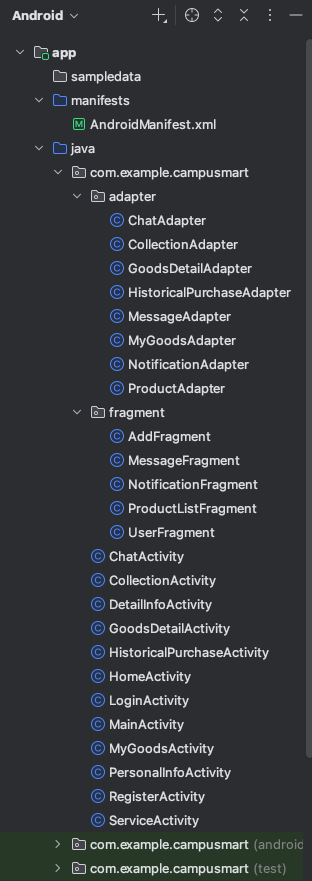 Android
app
sampledata
manifests
AndroidManifest.xml
java
com.example.campusmart
adapter
ChatAdapter
CollectionAdapter
GoodsDetailAdapter
HistoricalPurchaseAdapter
MessageAdapter
MyGoodsAdapter
NotificationAdapter
ProductAdapter
fragment
AddFragment
MessageFragment
NotificationFragment
ProductListFragment
UserFragment
ChatActivity
CollectionActivity
DetailInfoActivity
GoodsDetailActivity
HistoricalPurchaseActivity
HomeActivity
LoginActivity
MainActivity
MyGoodsActivity
PersonalInfoActivity
RegisterActivity
ServiceActivity
com.example.campusmart (android
com.example.campusmart (test)